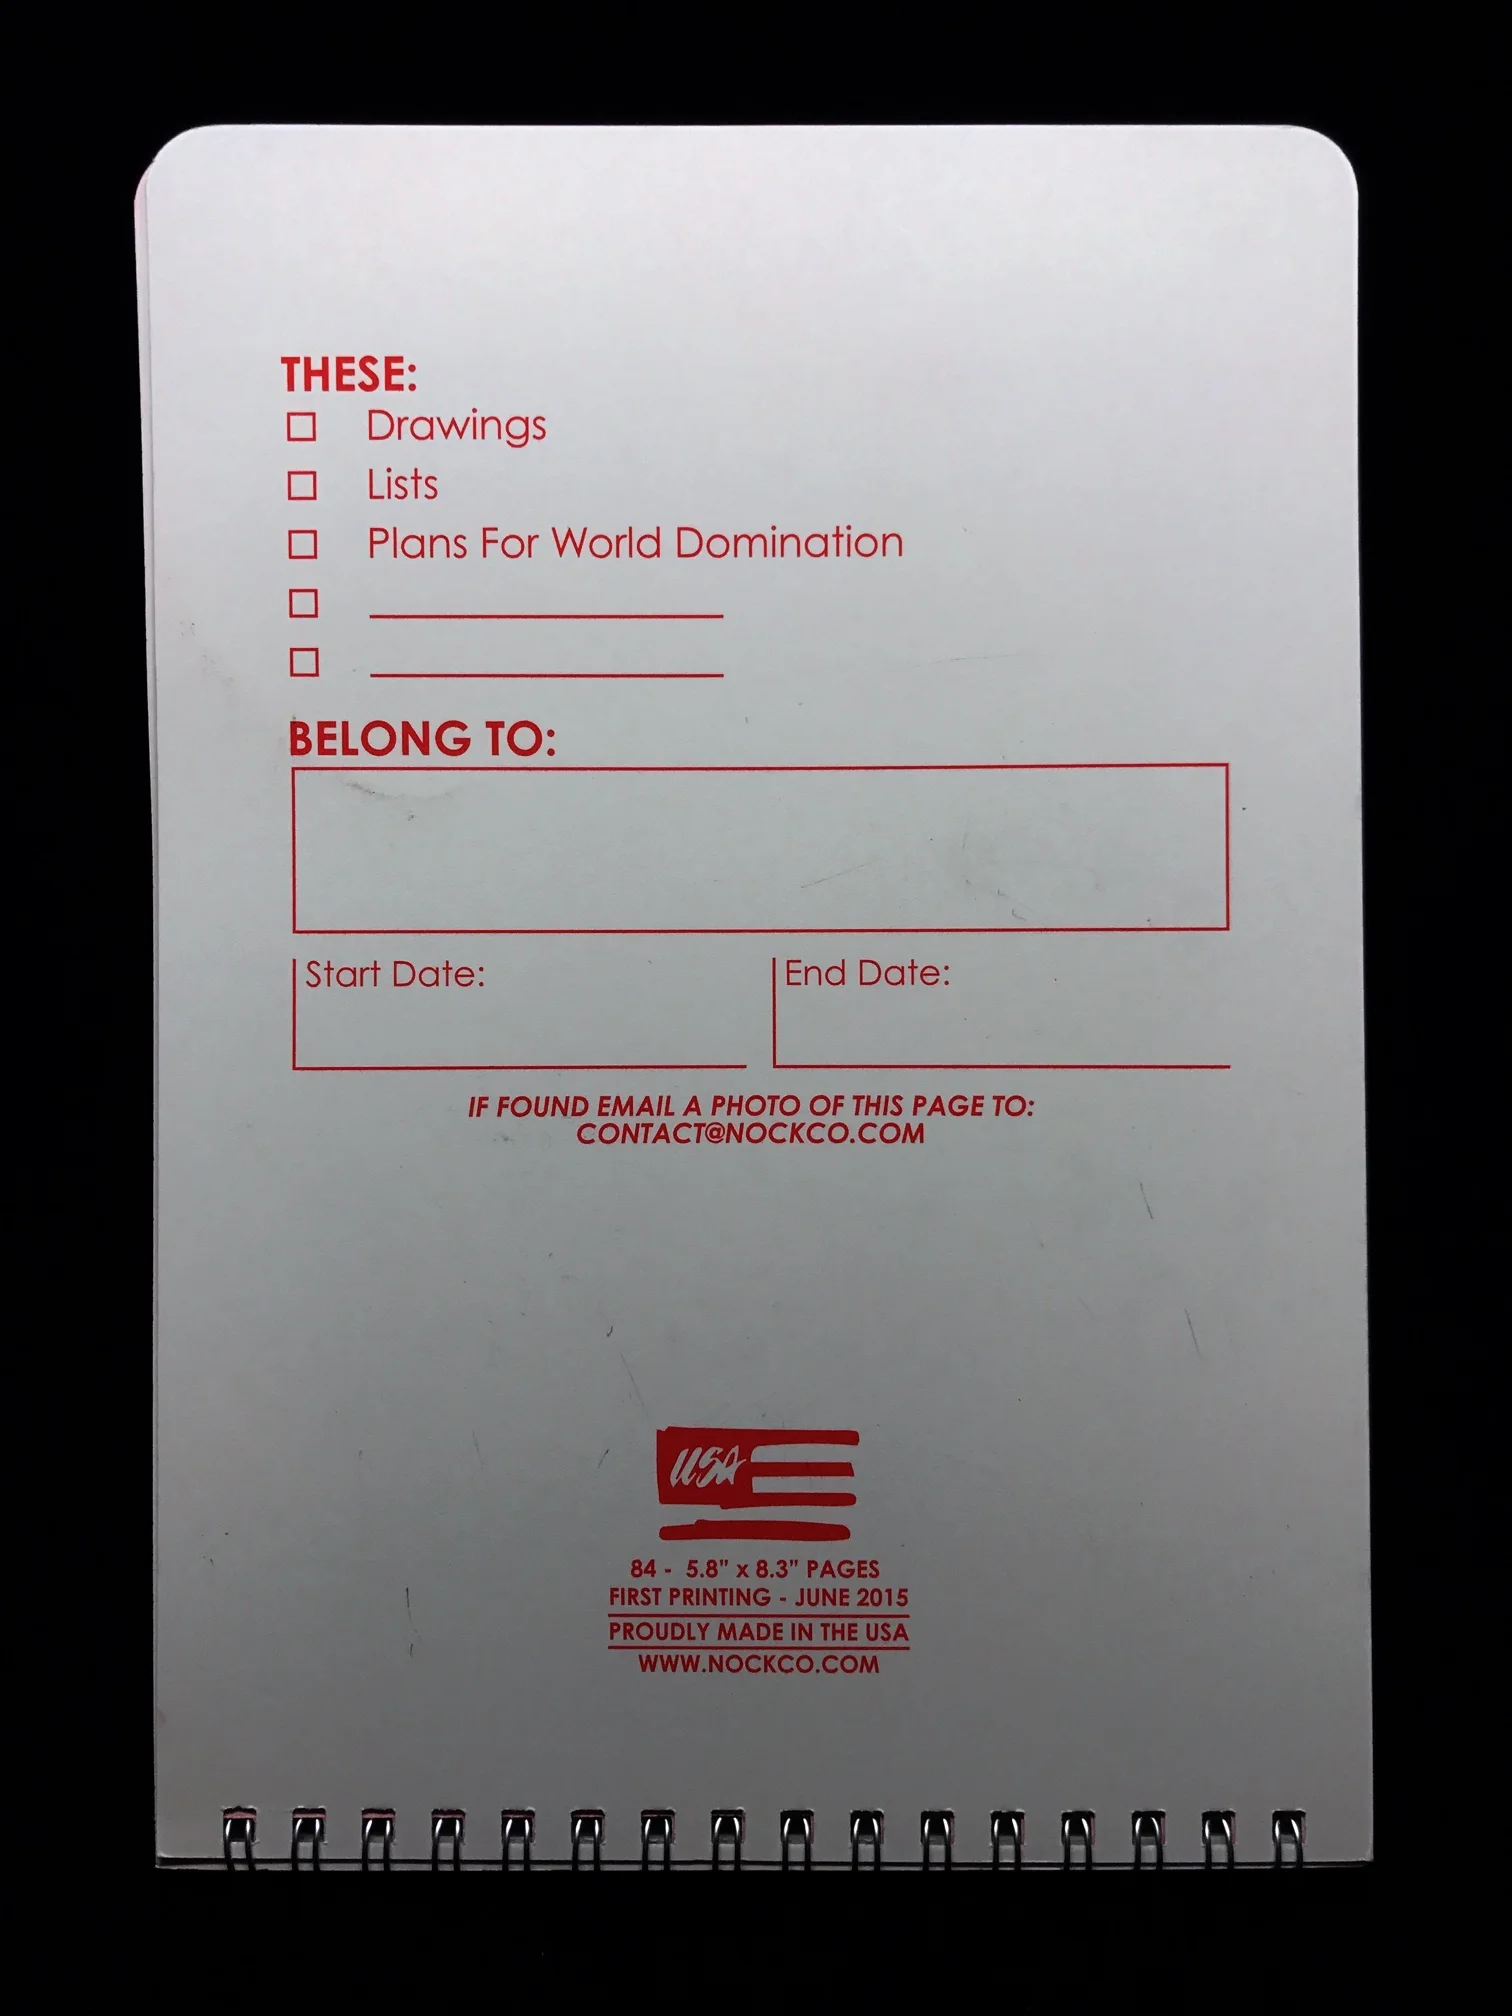 THESE:
Drawings
Lists
Plans For World Domination
BELONG TO:
Start Date:
End Date:
IF FOUND EMAIL A PHOTO OF THIS PAGE TO:
CONTACT@NOCKCO.COM
USA
84 - 5.8" x 8.3" PAGES
FIRST PRINTING - JUNE 2015
PROUDLY MADE IN THE USA
WWW.NOCKCO.COM